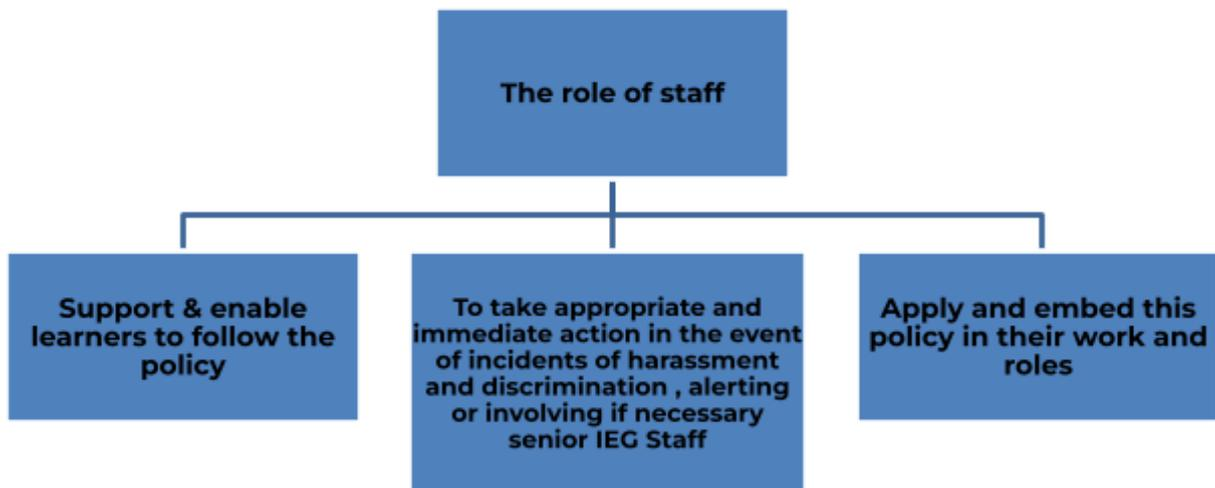 The role of staff
Support & enable
learners to follow the
policy
To take appropriate and
immediate action in the event
of incidents of harassment
and discrimination , alerting
or involving if necessary
senior IEG Staff
Apply and embed this
policy in their work and
roles